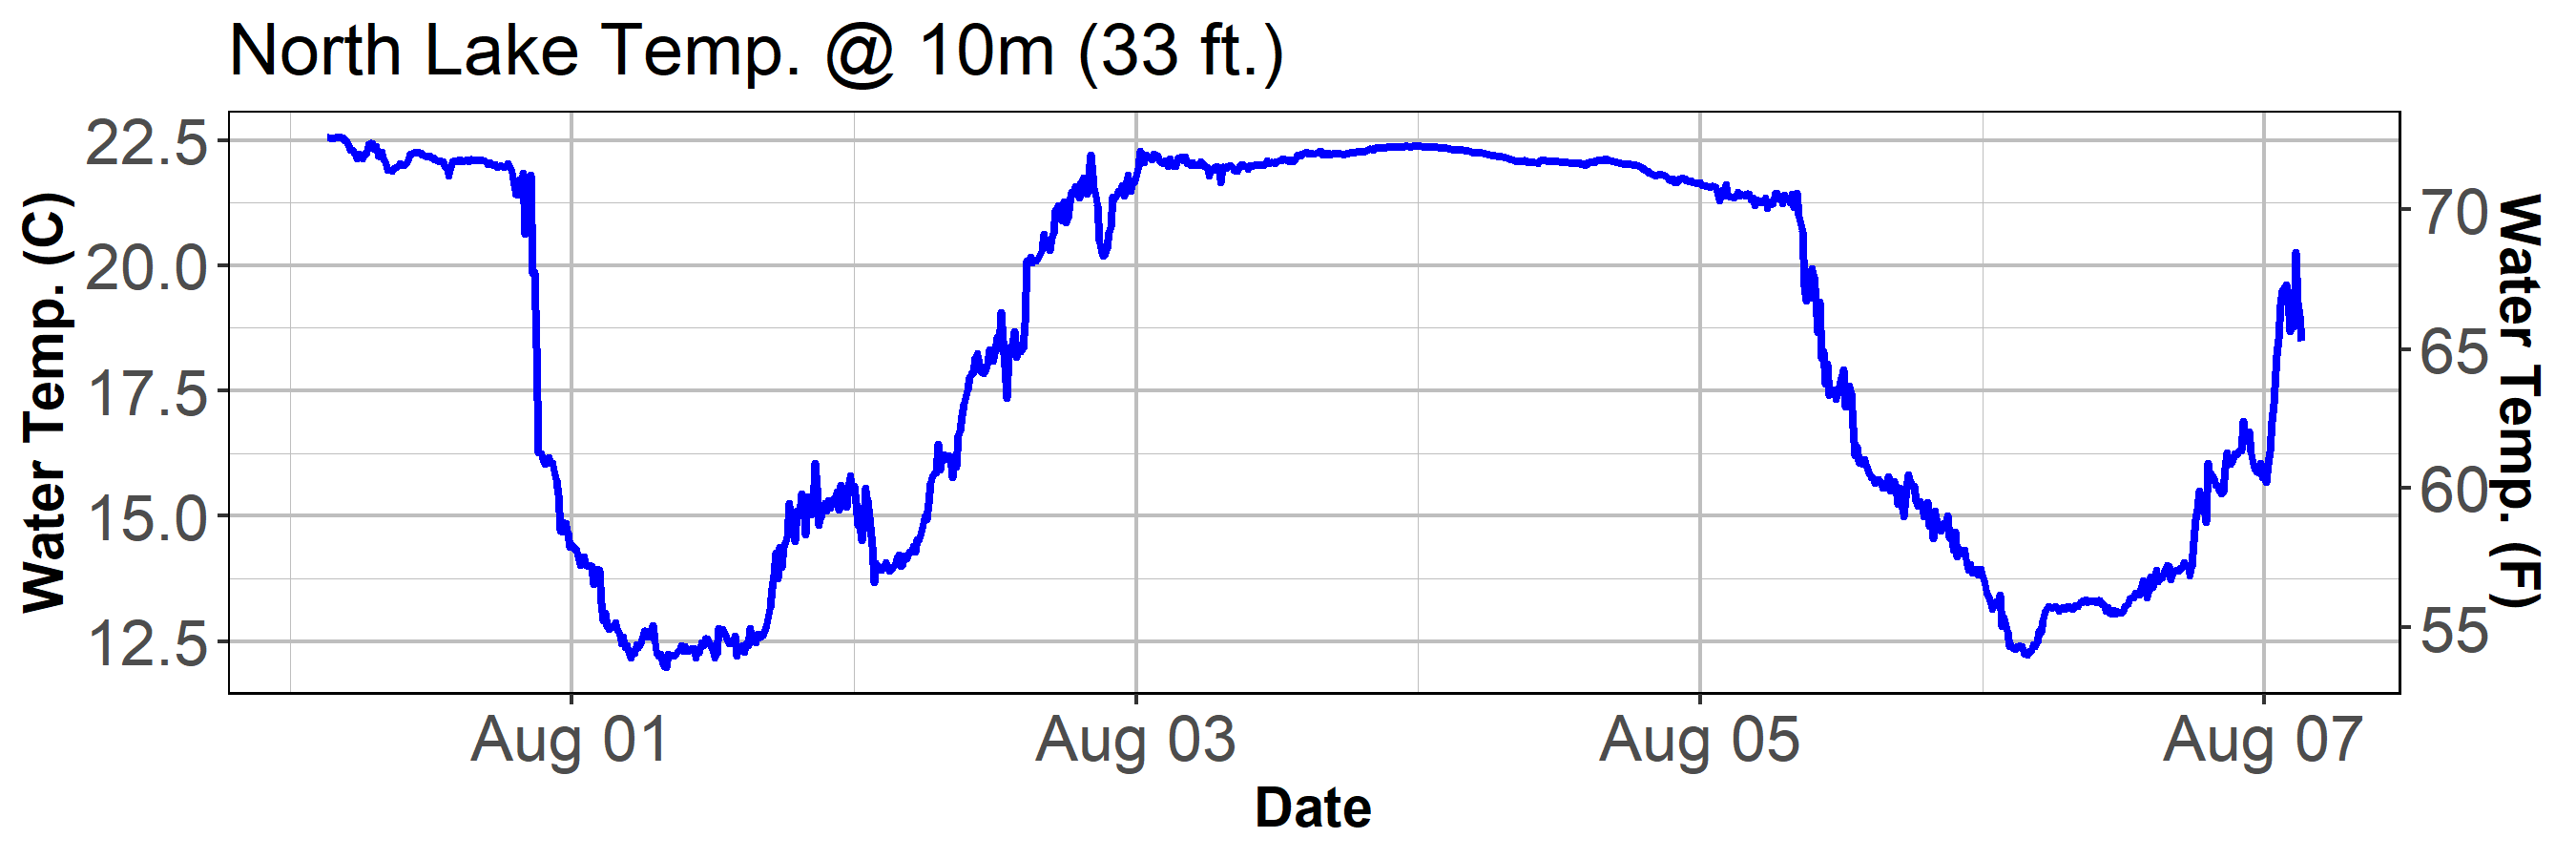 North Lake Temp. @ 10m (33 ft.)
Water Temp. (C)
22.5
20.0
17.5
15.0
12.5
70
65
60
55
Water Temp. (F)
Aug 01 Aug 03 Aug 05 Aug 07
Date